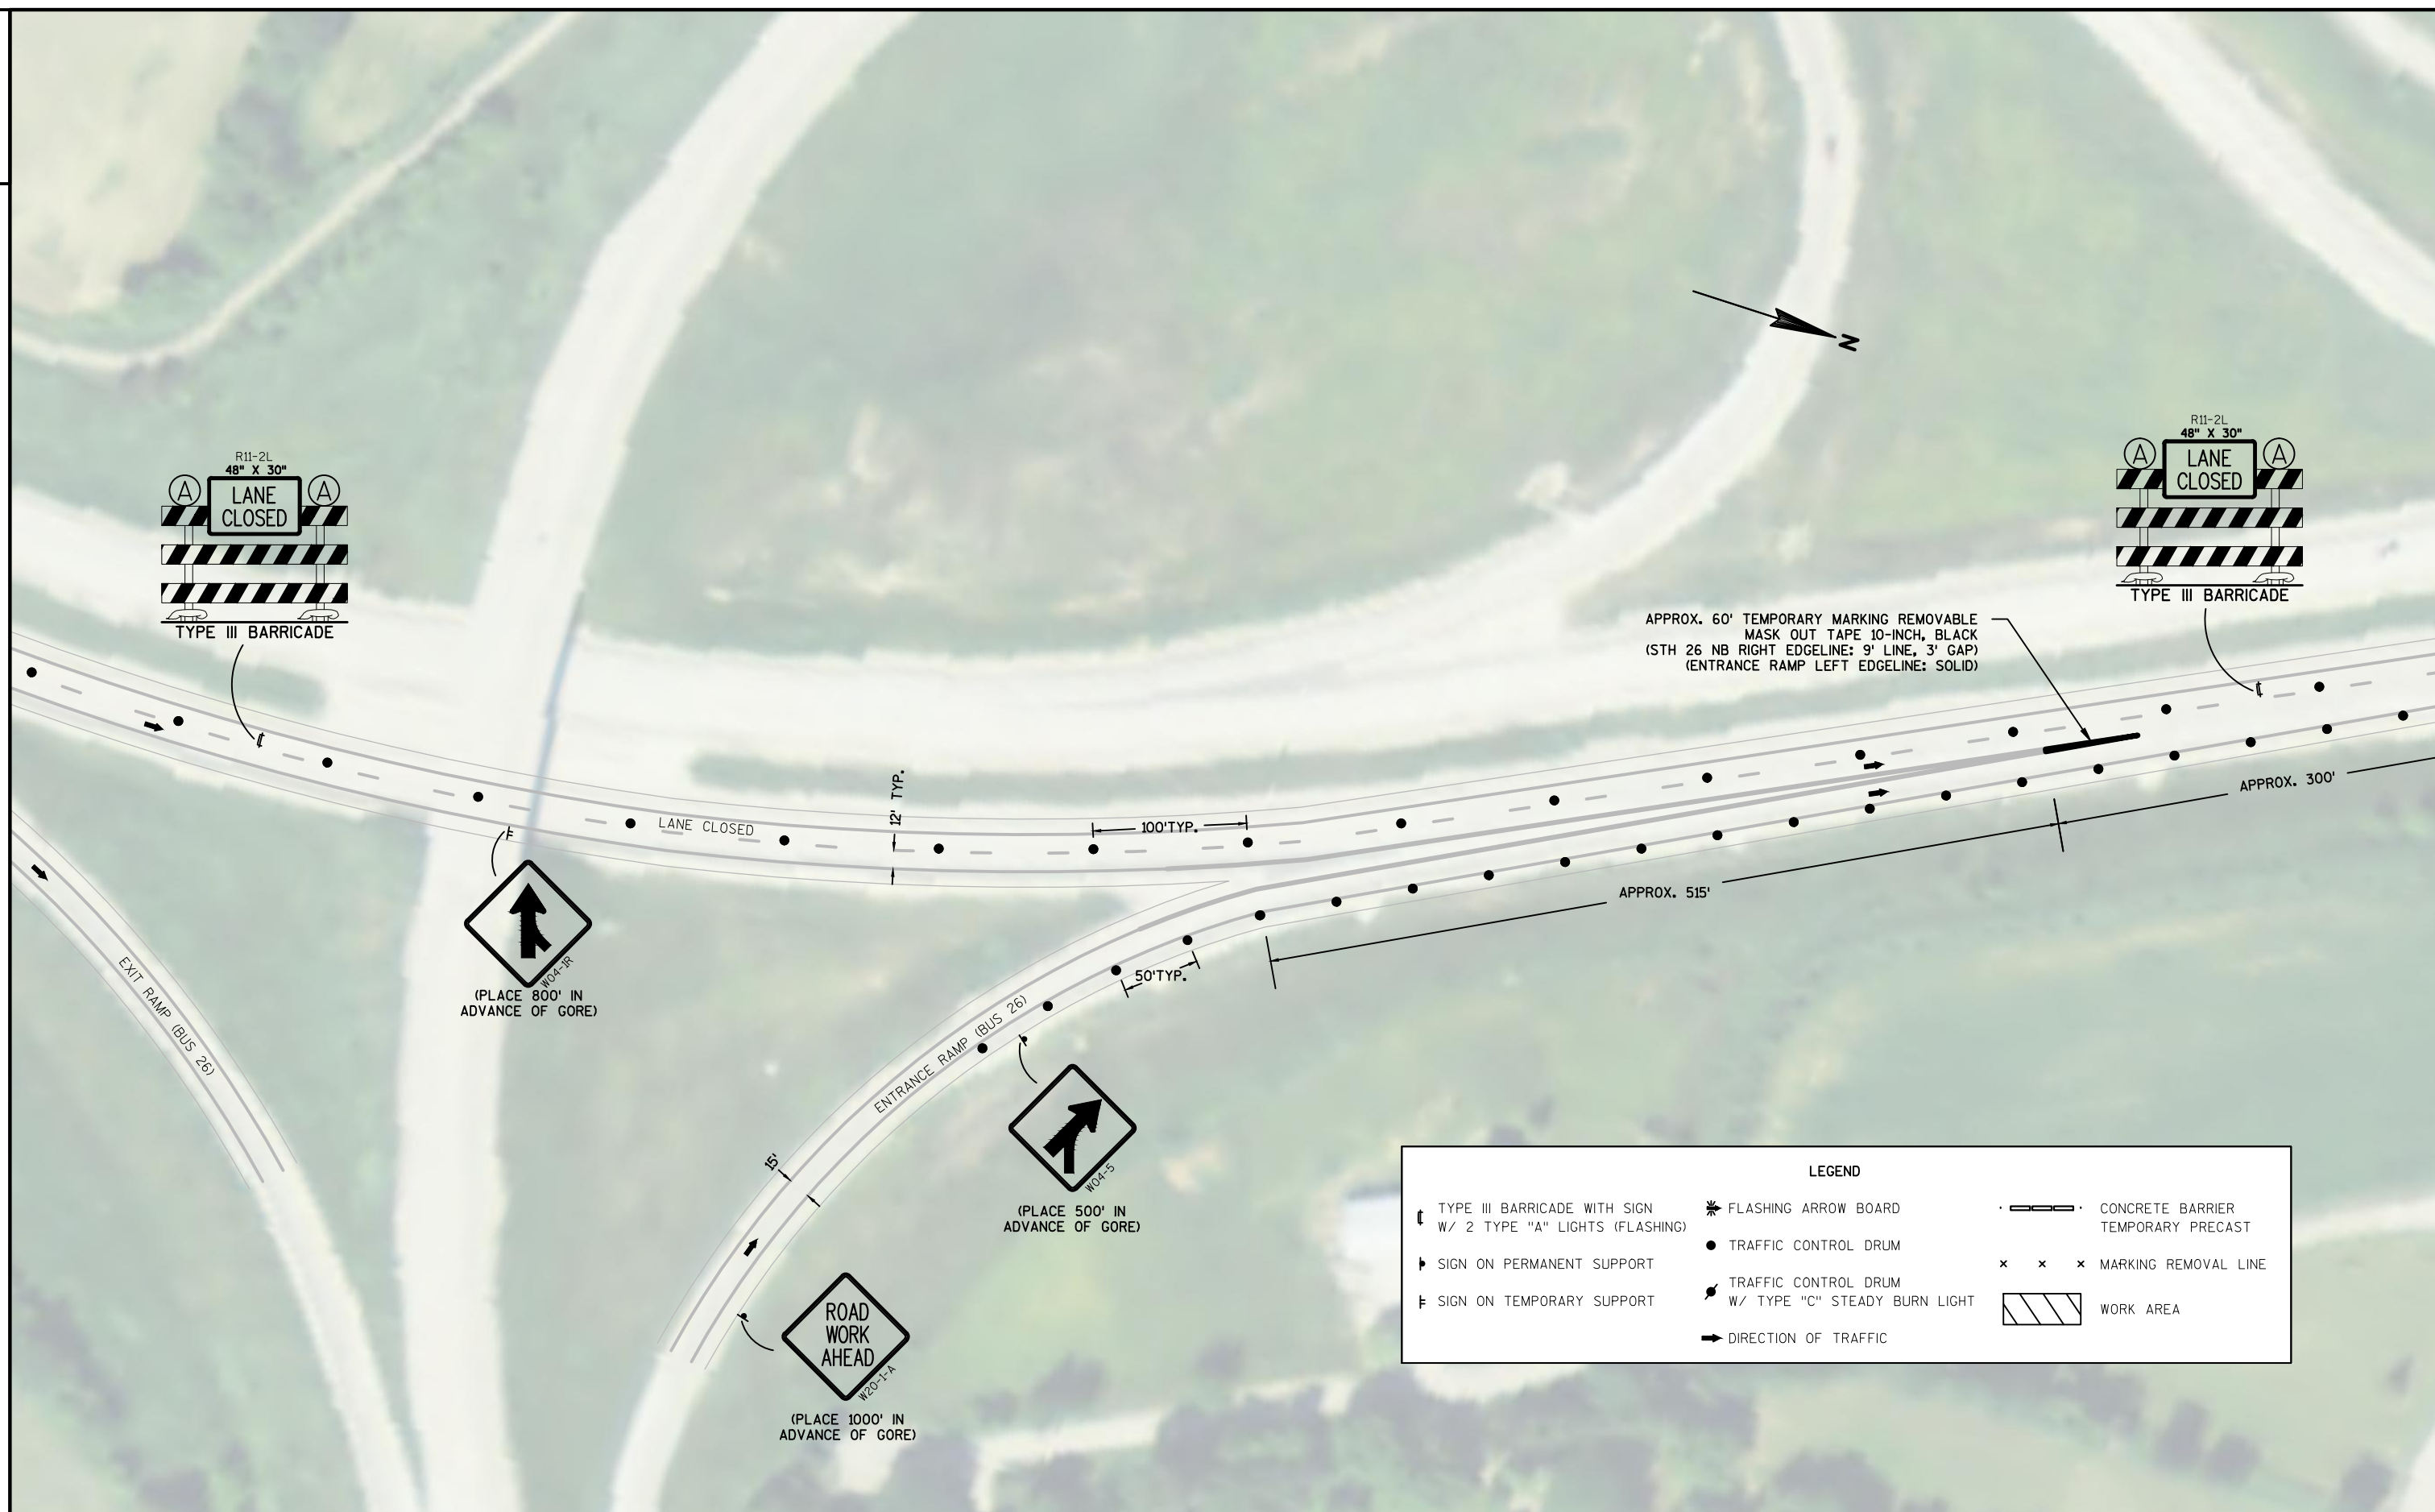 N
R11-2L
48" X 30"
A
LANE
CLOSED
A
TYPE III BARRICADE
R11-2L
48" X 30"
A
LANE
CLOSED
A
TYPE III BARRICADE
APPROX. 60' TEMPORARY MARKING REMOVABLE
MASK OUT TAPE 10-INCH, BLACK
(STH 26 NB RIGHT EDGELINE: 9' LINE, 3' GAP)
(ENTRANCE RAMP LEFT EDGELINE: SOLID)
LANE CLOSED
12' TYP.
100'TYP.
APPROX. 300'
APPROX. 515'
W04-1R
(PLACE 800' IN
ADVANCE OF GORE)
50'TYP.
EXIT RAMP (BUS 26)
ENTRANCE RAMP (BUS 26)
15'
W04-5
(PLACE 500' IN
ADVANCE OF GORE)
ROAD
WORK
AHEAD
W20-1-A
(PLACE 1000' IN
ADVANCE OF GORE)
LEGEND
TYPE III BARRICADE WITH SIGN
W/ 2 TYPE "A" LIGHTS (FLASHING)
SIGN ON PERMANENT SUPPORT
SIGN ON TEMPORARY SUPPORT
FLASHING ARROW BOARD
TRAFFIC CONTROL DRUM
TRAFFIC CONTROL DRUM
W/ TYPE "C" STEADY BURN LIGHT
DIRECTION OF TRAFFIC
CONCRETE BARRIER
TEMPORARY PRECAST
MARKING REMOVAL LINE
WORK AREA